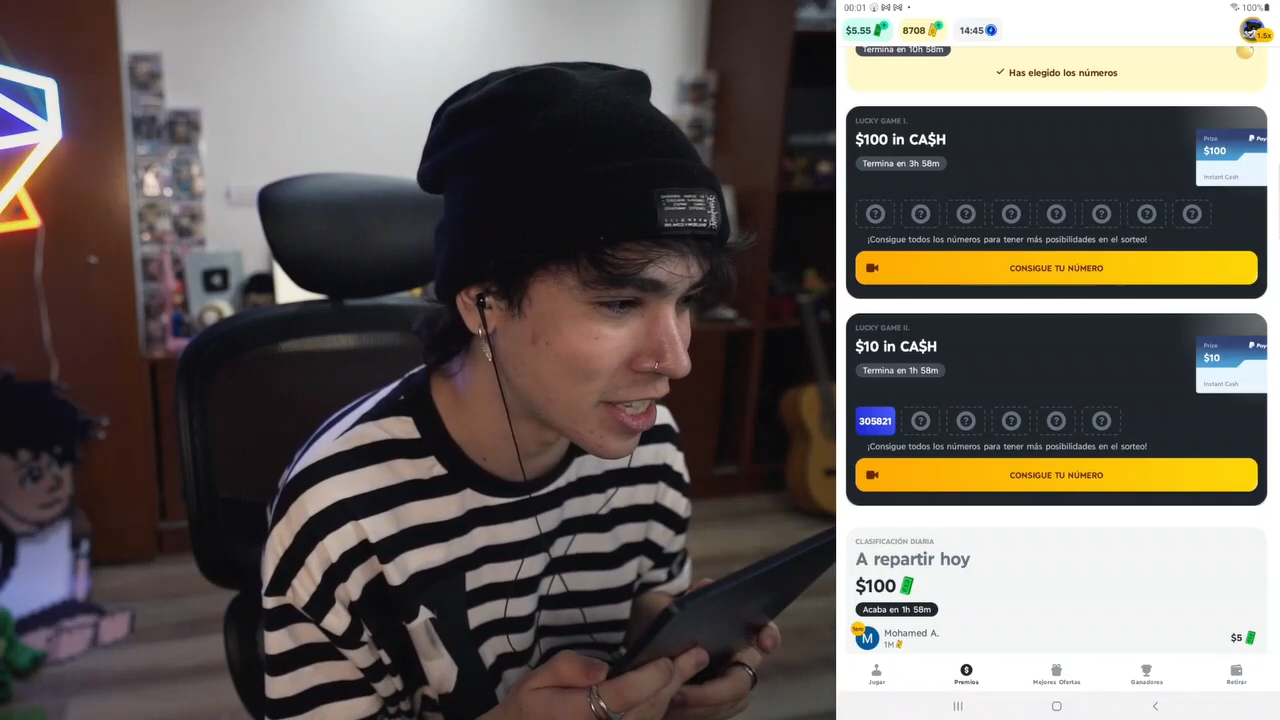 00:01
100%
$5.55
8708
14:45
1.5x
Termina en 10h 58m
Has elegido los números
LUCKY GAME I.
$100 in CA$H
Termina en 3h 58m
Prize
Pay
$100
Instant Cash
¡Consigue todos los números para tener más posibilidades en el sorteo!
CONSIGUE TU NÚMERO
LUCKY GAME II.
$10 in CA$H
Termina en 1h 58m
Prize
Pay
$10
Instant Cash
305821
¡Consigue todos los números para tener más posibilidades en el sorteo!
CONSIGUE TU NÚMERO
CLASIFICACIÓN DIARIA
A repartir hoy
$100
Acaba en 1h 58m
M
Mohamed A.
1M
$5
Jugar
Premios
Mejores Ofertas
Ganadores
Retirar